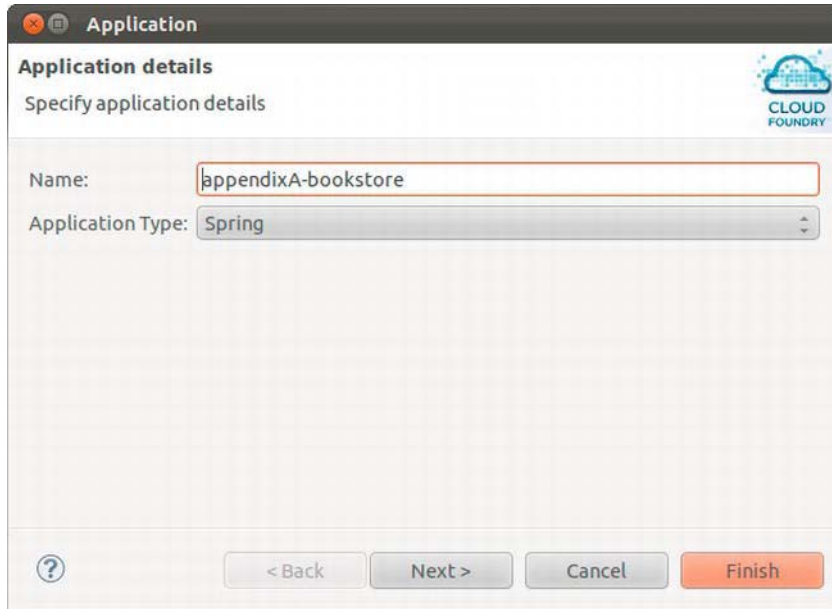 Application
Application details
Specify application details
CLOUD
FOUNDRY
Name: appendixA-bookstore
Application Type: Spring
? < Back Next > Cancel Finish